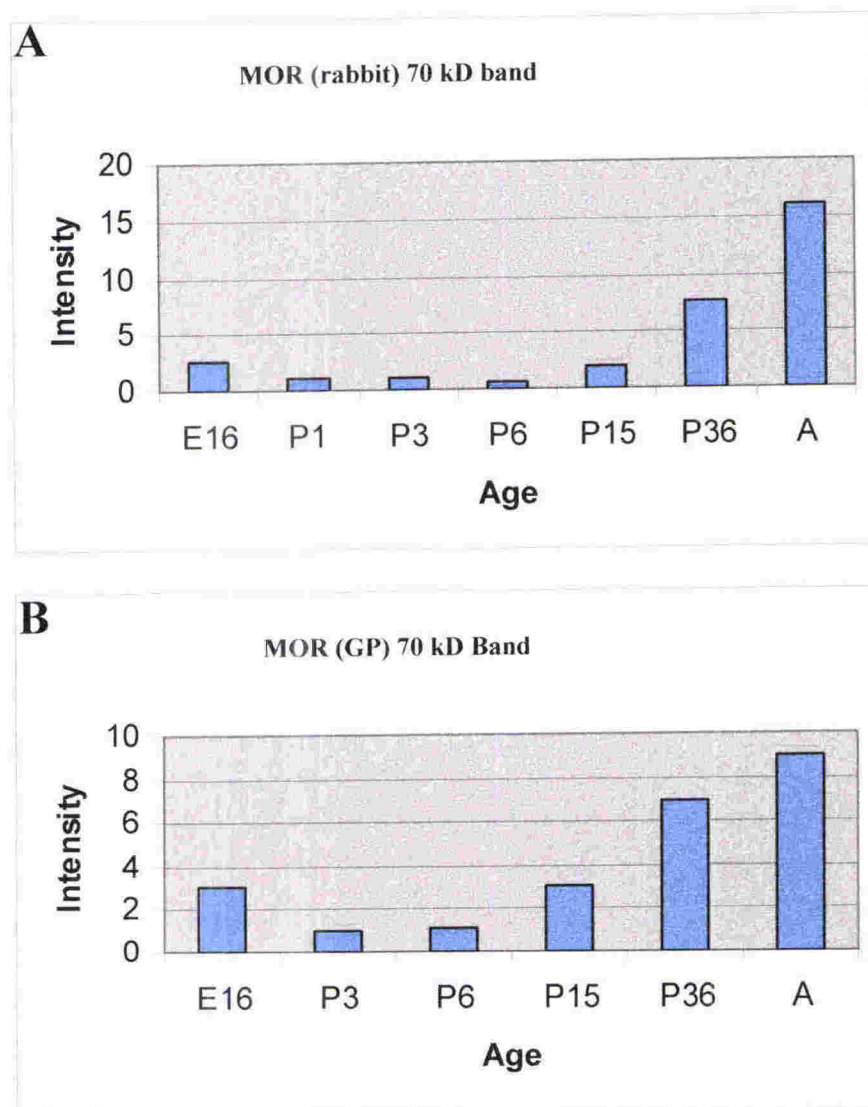 A
MOR (rabbit) 70 kD band
20
15
10
5
0
Intensity
E16 P1 P3 P6 P15 P36 A
Age
B
MOR (GP) 70 kD Band
10
8
6
4
2
0
Intensity
E16 P3 P6 P15 P36 A
Age